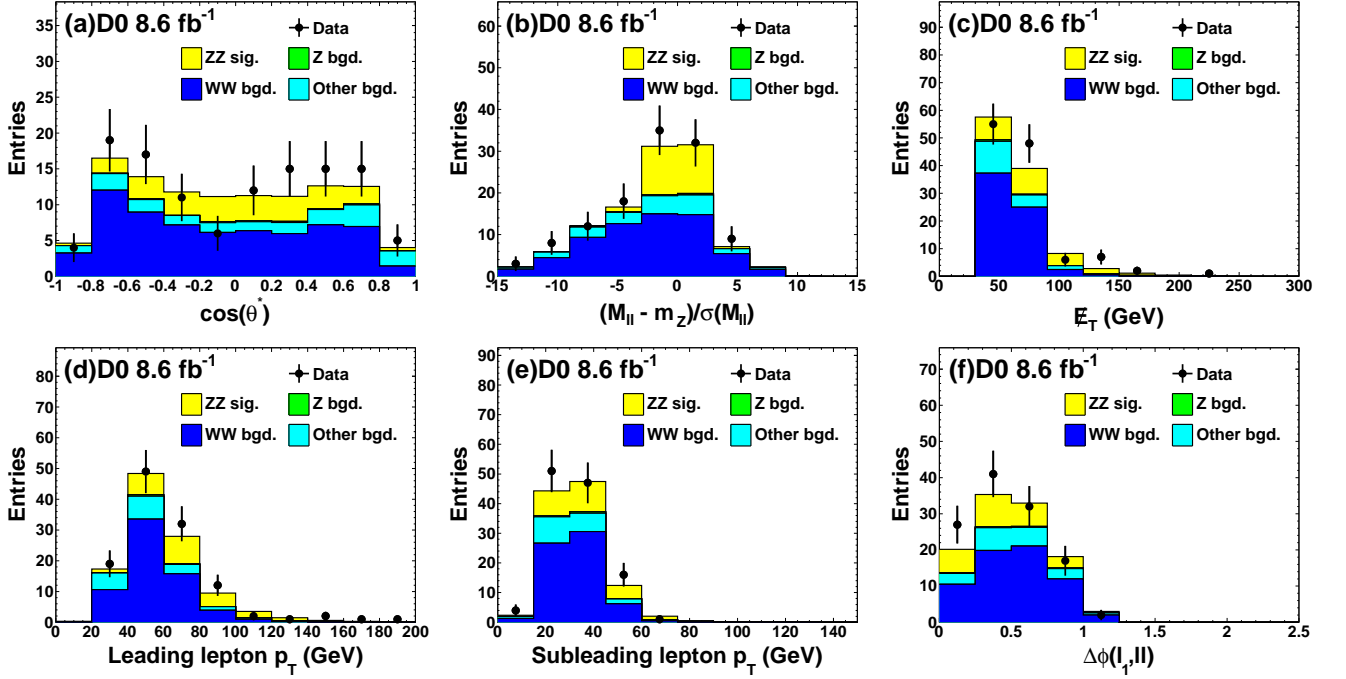 (a)D0 8.6 fb-1
Data
ZZ sig. Z bgd.
WW bgd. Other bgd.
Entries
35
30
25
20
15
10
5
0
-1 -0.8 -0.6 -0.4 -0.2 0 0.2 0.4 0.6 0.8 1
cos(θ*)
(b)D0 8.6 fb-1
Data
ZZ sig. Z bgd.
WW bgd. Other bgd.
Entries
60
50
40
30
20
10
0
-15 -10 -5 0 5 10 15
(M_ll - m_Z)/σ(M_ll)
(c)D0 8.6 fb-1
Data
ZZ sig. Z bgd.
WW bgd. Other bgd.
Entries
90
80
70
60
50
40
30
20
10
0
0 50 100 150 200 250 300
E̸_T (GeV)
(d)D0 8.6 fb-1
Data
ZZ sig. Z bgd.
WW bgd. Other bgd.
Entries
80
70
60
50
40
30
20
10
0
0 20 40 60 80 100 120 140 160 180 200
Leading lepton p_T (GeV)
(e)D0 8.6 fb-1
Data
ZZ sig. Z bgd.
WW bgd. Other bgd.
Entries
90
80
70
60
50
40
30
20
10
0
0 20 40 60 80 100 120 140
Subleading lepton p_T (GeV)
(f)D0 8.6 fb-1
Data
ZZ sig. Z bgd.
WW bgd. Other bgd.
Entries
70
60
50
40
30
20
10
0
0 0.5 1 1.5 2 2.5
Δϕ(l_1,ll)